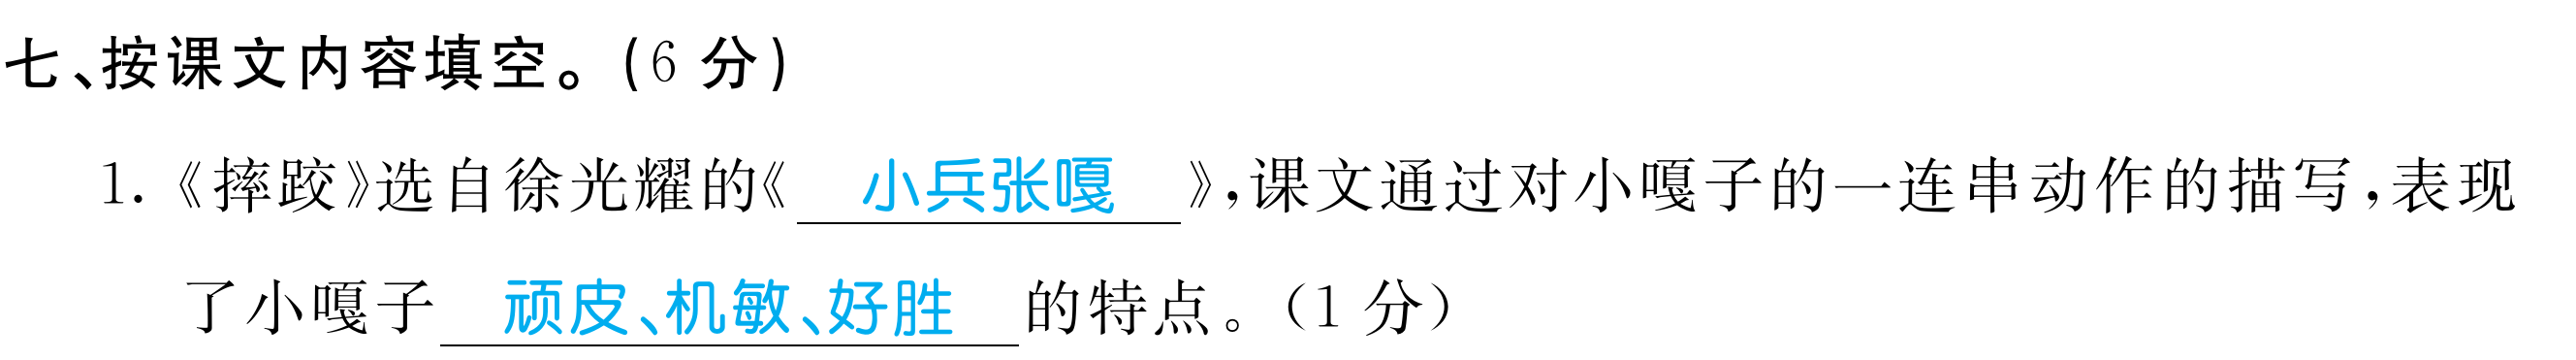 七、按课文内容填空。(6 分)
1.《摔跤》选自徐光耀的《 小兵张嘎 》,课文通过对小嘎子的一连串动作的描写,表现
了小嘎子 顽皮、机敏、好胜 的特点。(1 分)